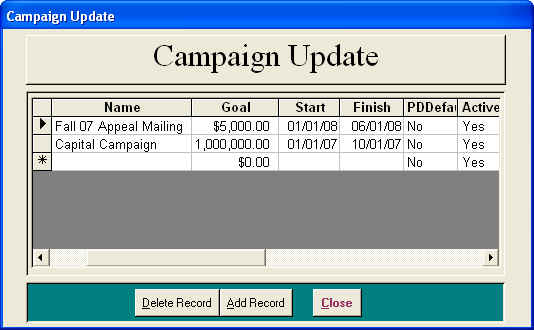 Campaign Update
Campaign Update
Name Goal Start Finish PDDefau Active
Fall 07 Appeal Mailing $5,000.00 01/01/08 06/01/08 No Yes
Capital Campaign 1,000,000.00 01/01/07 10/01/07 No Yes
* $0.00 No Yes
Delete Record Add Record Close